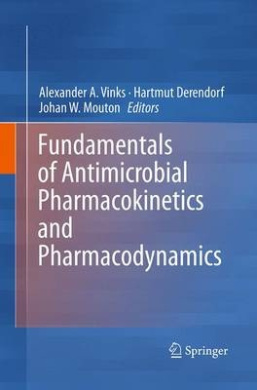 Alexander A. Vinks · Hartmut Derendorf
Johan W. Mouton Editors
Fundamentals
of Antimicrobial
Pharmacokinetics
and
Pharmacodynamics
Springer